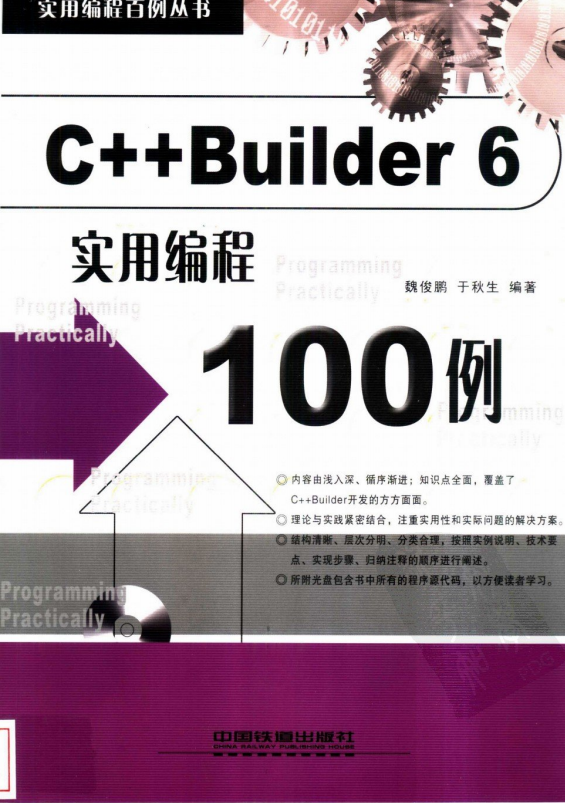 实用编程百例丛书
C++Builder 6
实用编程
Programming
Practically
魏俊鹏 于秋生 编著
Programming
Practically
100例
Programming
Practically
◎ 内容由浅入深、循序渐进；知识点全面，覆盖了
C++Builder开发的方方面面。
◎ 理论与实践紧密结合，注重实用性和实际问题的解决方案。
◎ 结构清晰、层次分明、分类合理，按照实例说明、技术要
点、实现步骤、归纳注释的顺序进行阐述。
◎ 所附光盘包含书中所有的程序源代码，以方便读者学习。
Programming
Practically
中国铁道出版社
CHINA RAILWAY PUBLISHING HOUSE